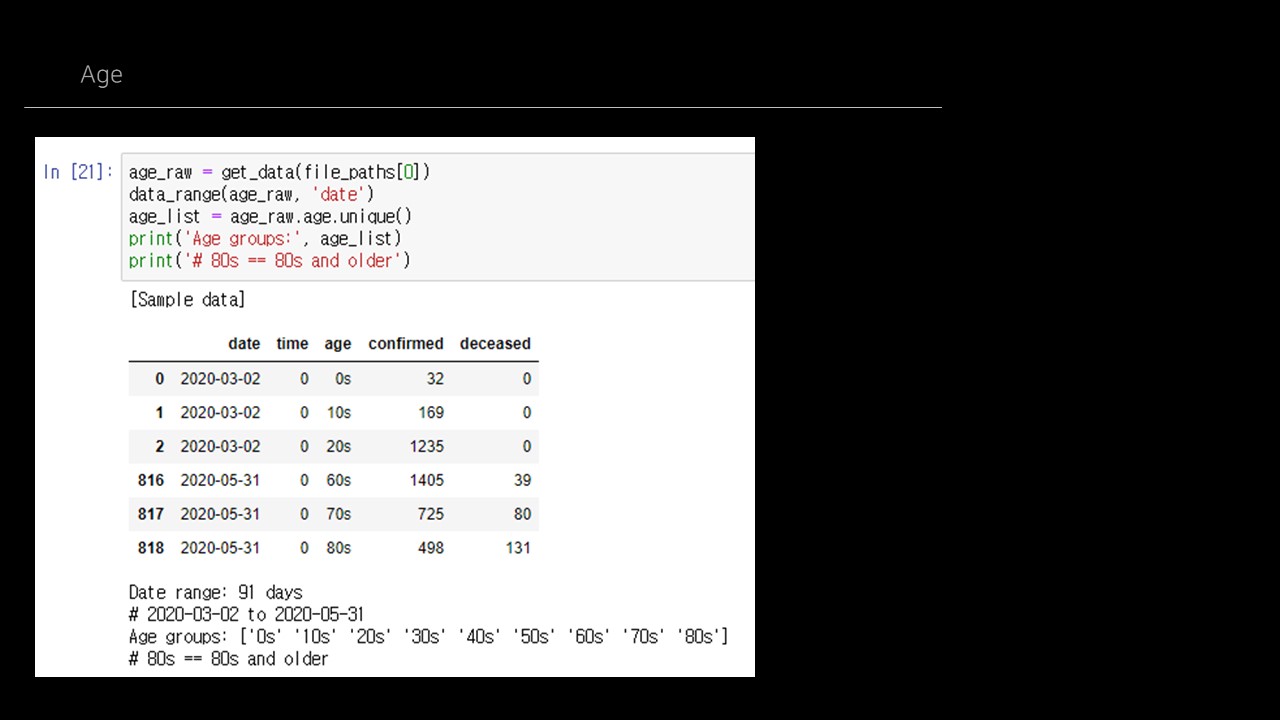 Age
In [21]: age_raw = get_data(file_paths[0])
data_range(age_raw, 'date')
age_list = age_raw.age.unique()
print('Age groups:', age_list)
print('# 80s == 80s and older')
[Sample data]
date time age confirmed deceased
0 2020-03-02 0 0s 32 0
1 2020-03-02 0 10s 169 0
2 2020-03-02 0 20s 1235 0
816 2020-05-31 0 60s 1405 39
817 2020-05-31 0 70s 725 80
818 2020-05-31 0 80s 498 131
Date range: 91 days
# 2020-03-02 to 2020-05-31
Age groups: ['0s' '10s' '20s' '30s' '40s' '50s' '60s' '70s' '80s']
# 80s == 80s and older